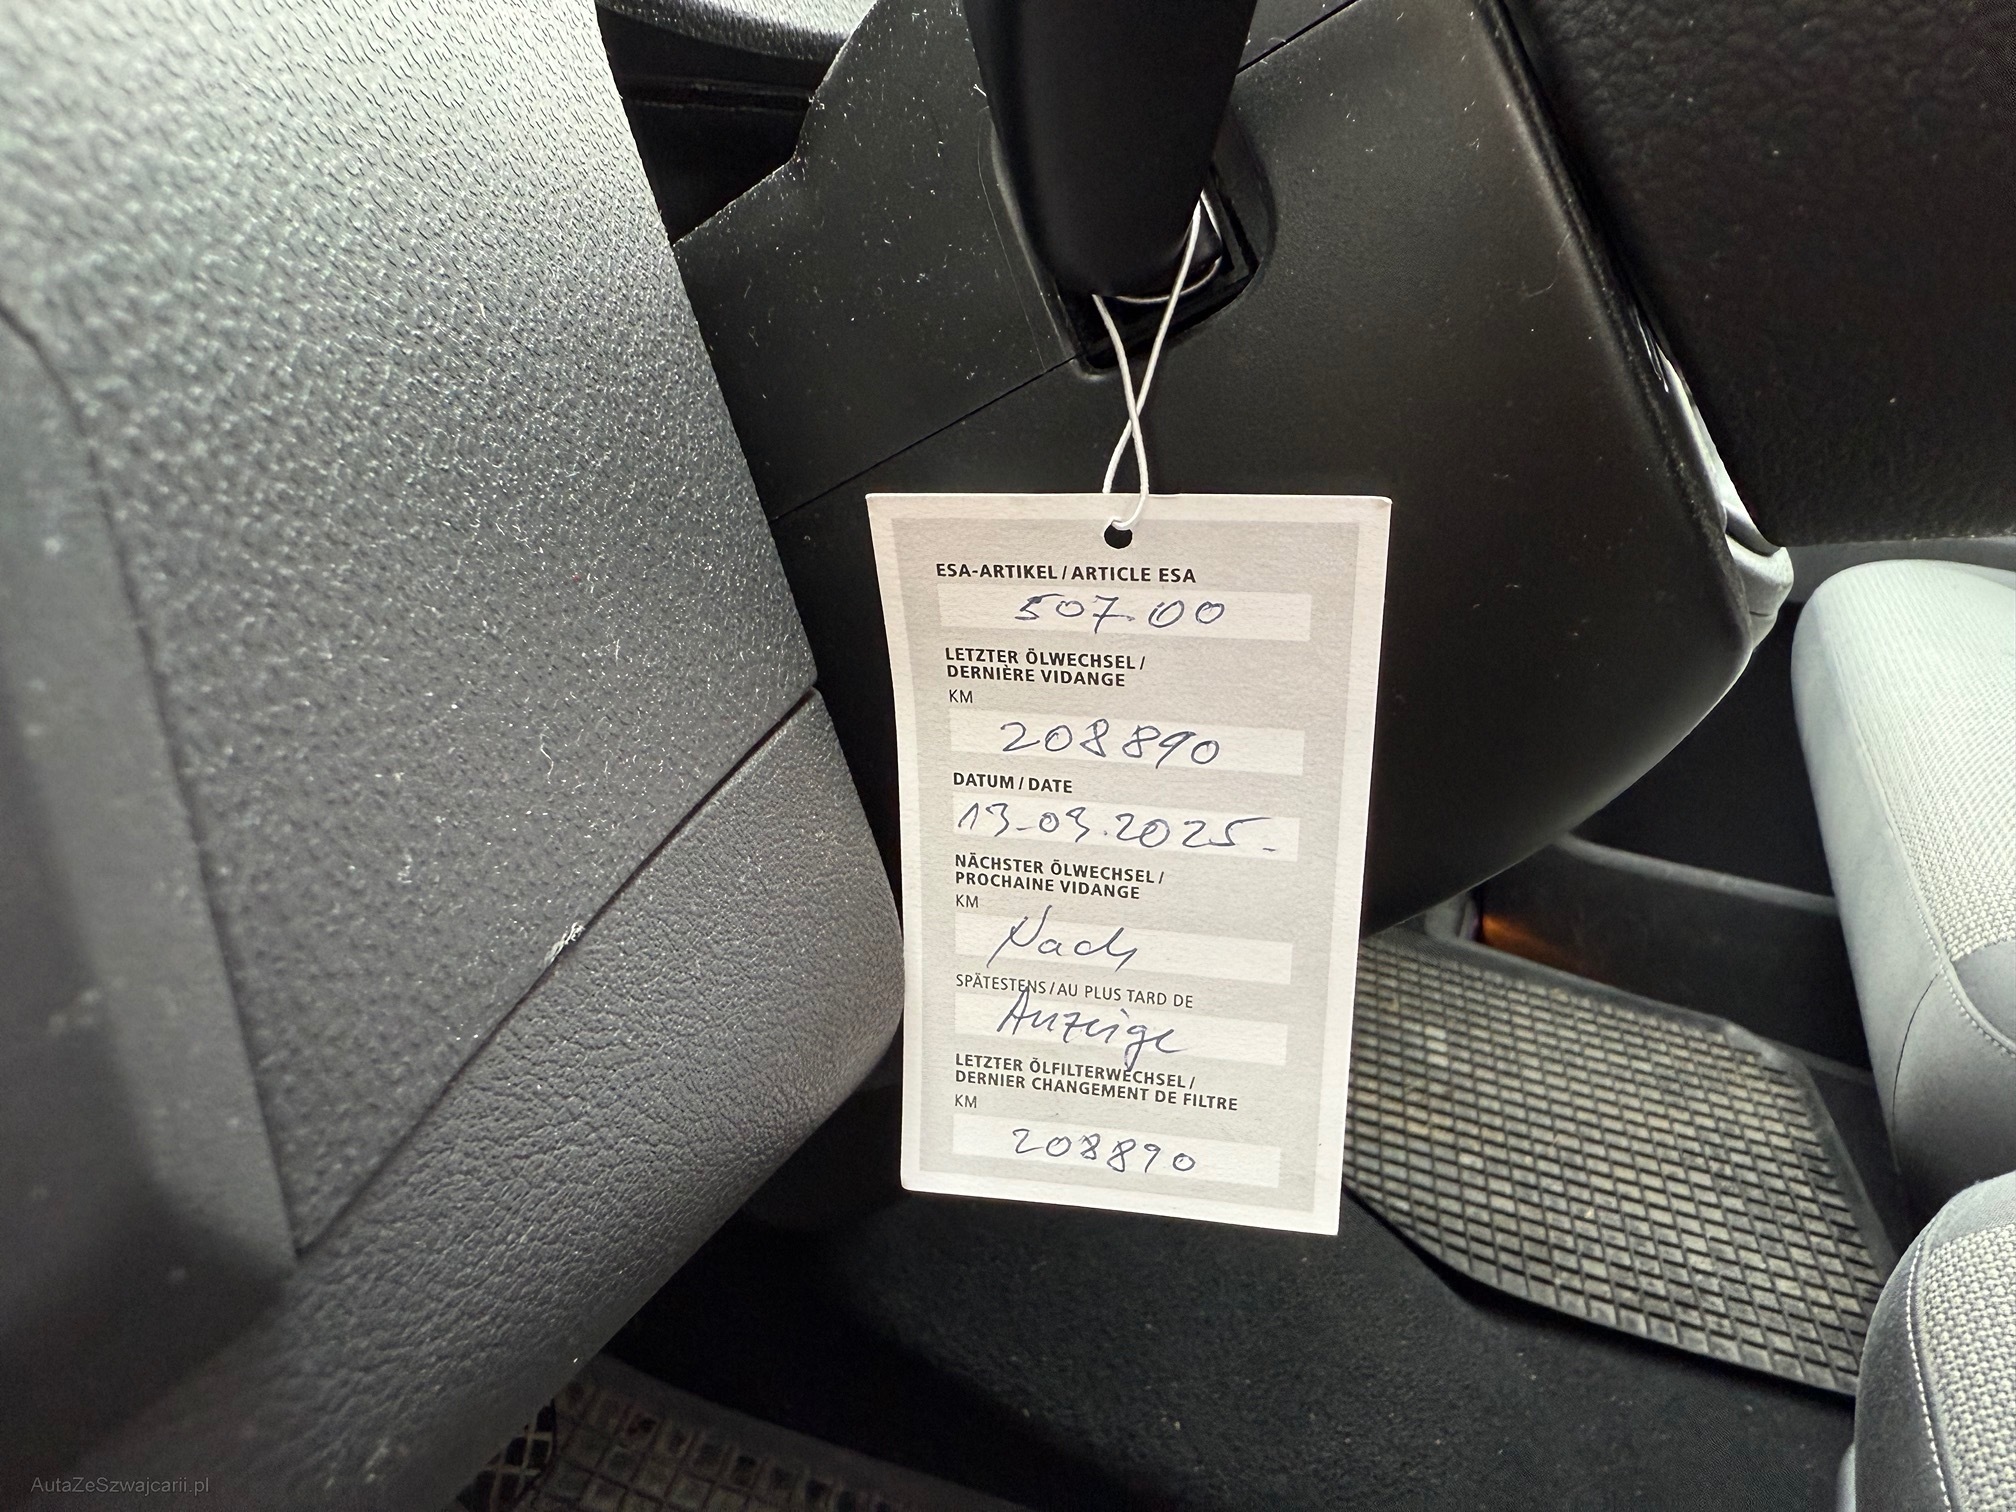 ESA-ARTIKEL / ARTICLE ESA
507.00
LETZTER ÖLWECHSEL /
DERNIÈRE VIDANGE
KM
208890
DATUM / DATE
13.03.2025.-
NÄCHSTER ÖLWECHSEL /
PROCHAINE VIDANGE
KM
Nach
SPÄTESTENS / AU PLUS TARD DE
Anzeige
LETZTER ÖLFILTERWECHSEL /
DERNIER CHANGEMENT DE FILTRE
KM
208890
AutaZeSzwajcarii.pl